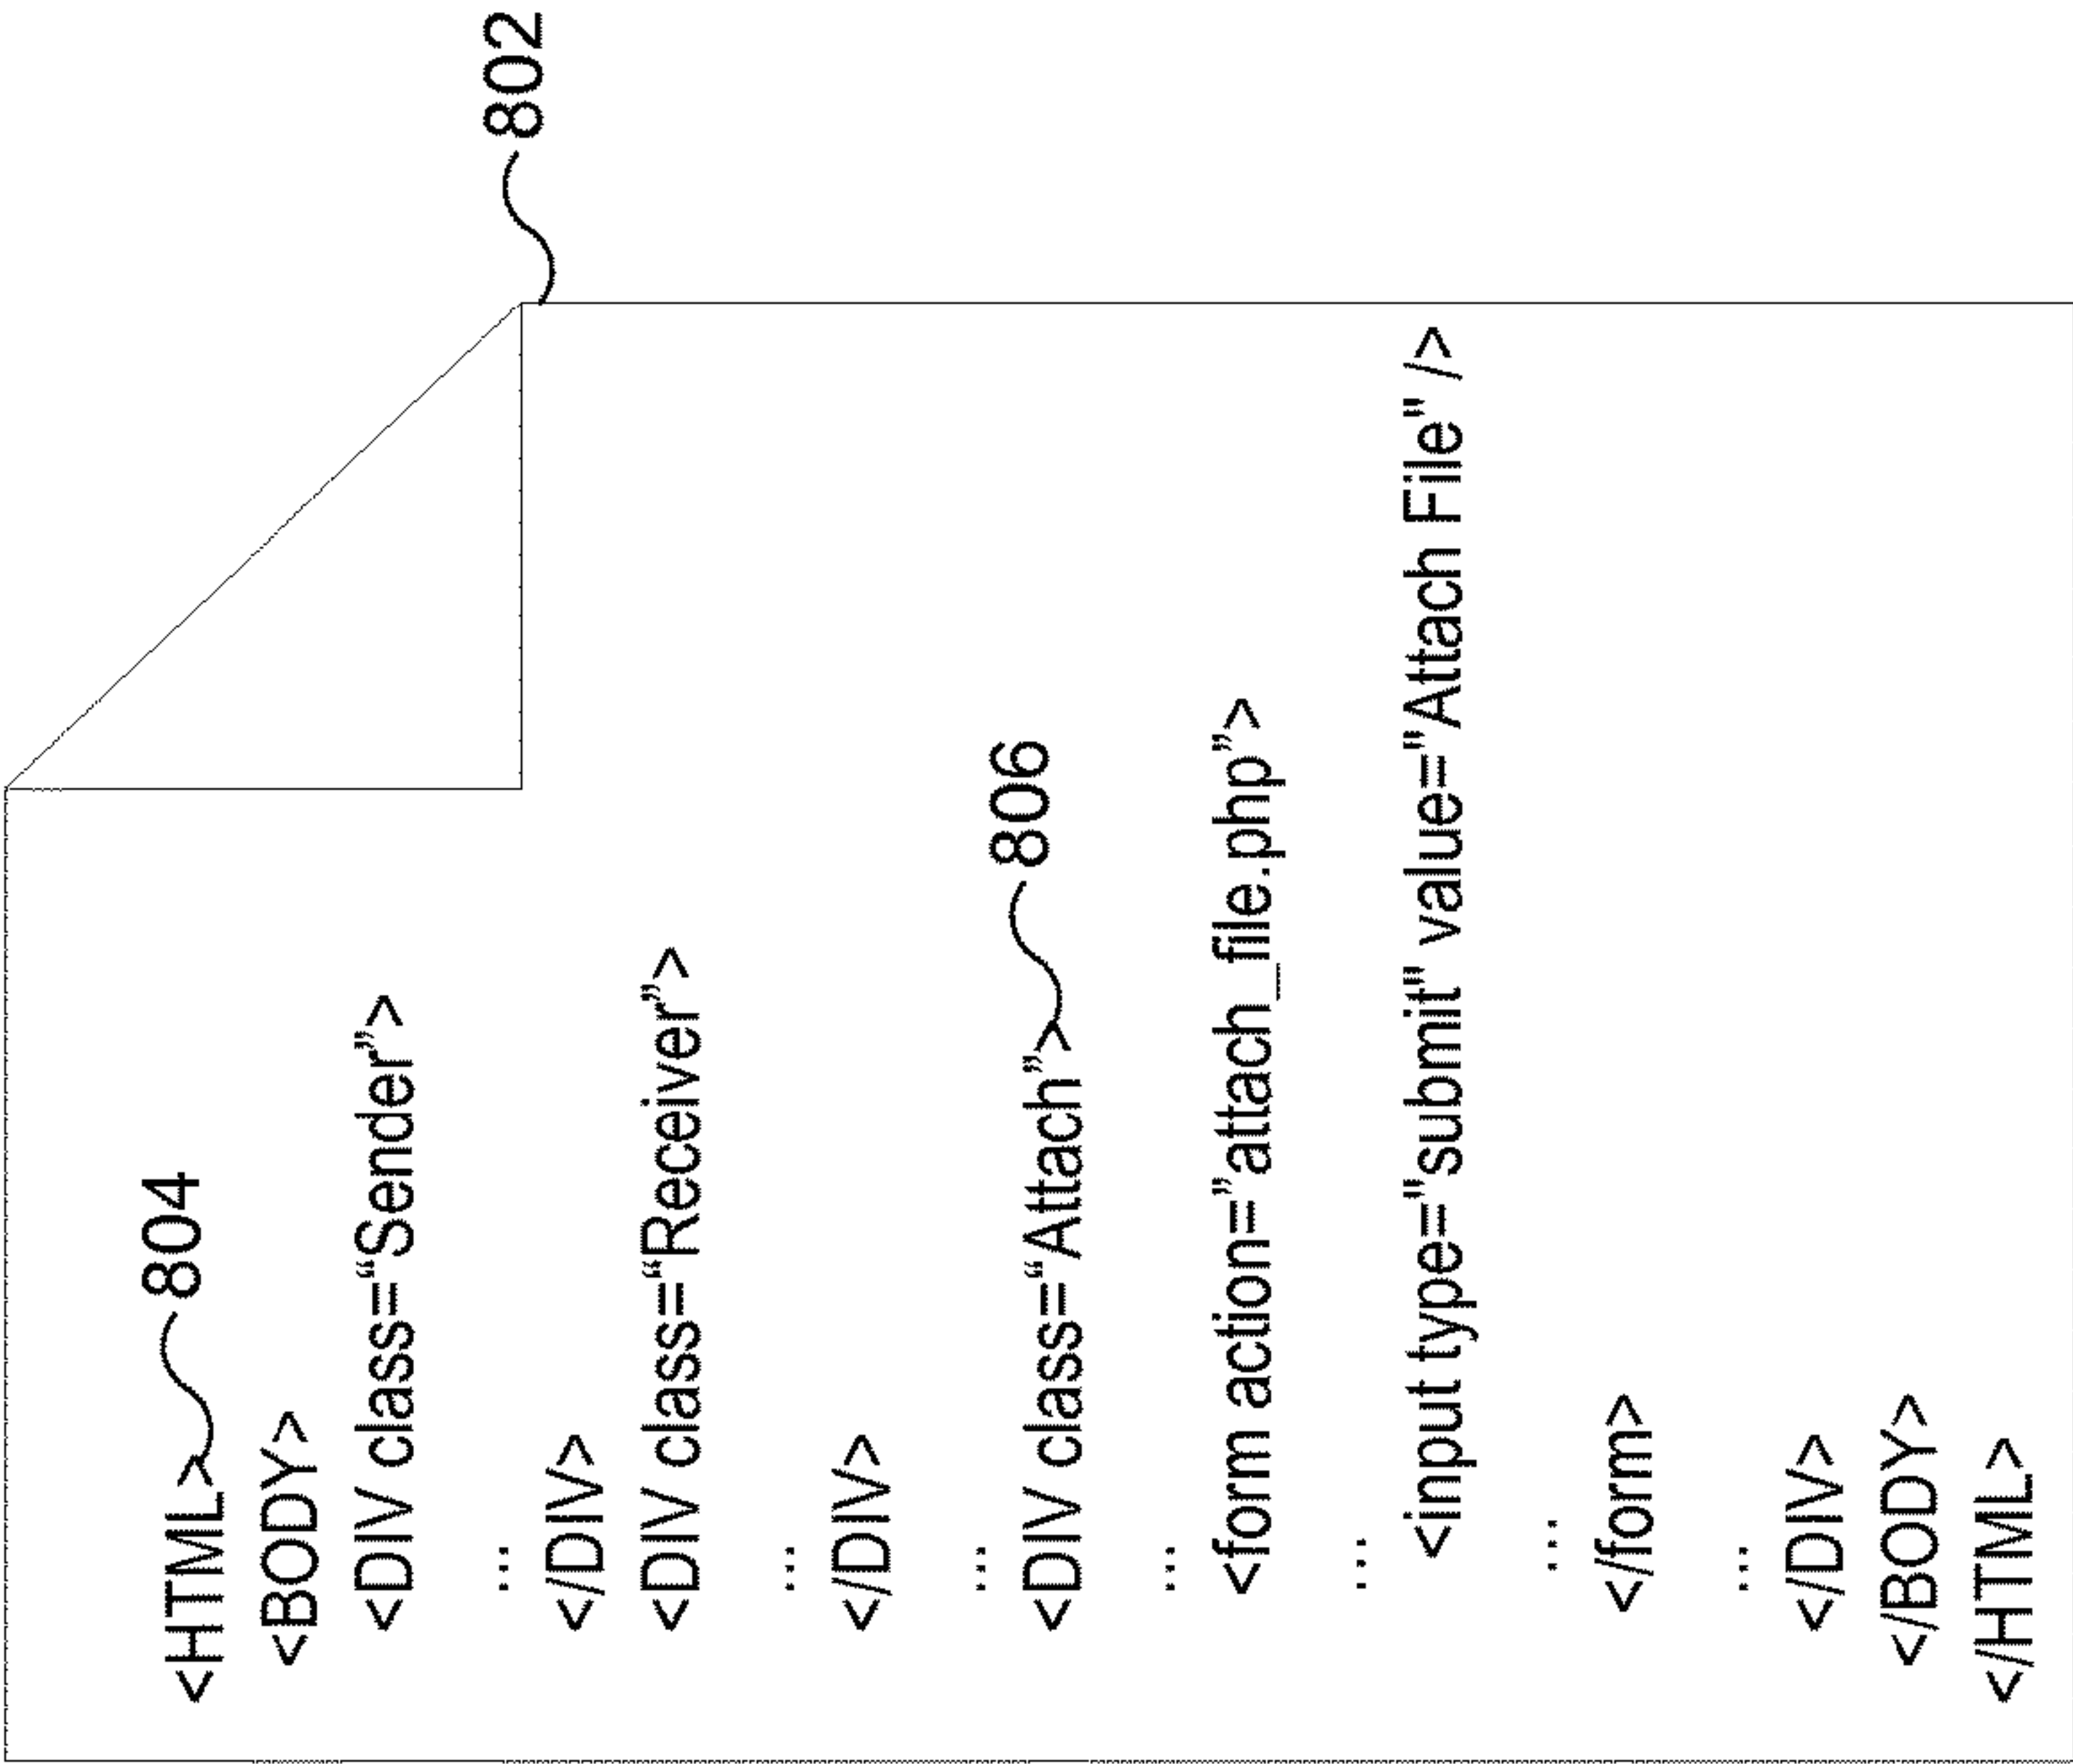 802
<HTML> 804
<BODY>
<DIV class=“Sender”>
...
</DIV>
<DIV class=“Receiver”>
...
</DIV>
...
<DIV class=“Attach”> 806
...
<form action=”attach_file.php”>
...
<input type="submit" value="Attach File" />
...
</form>
...
</DIV>
</BODY>
</HTML>